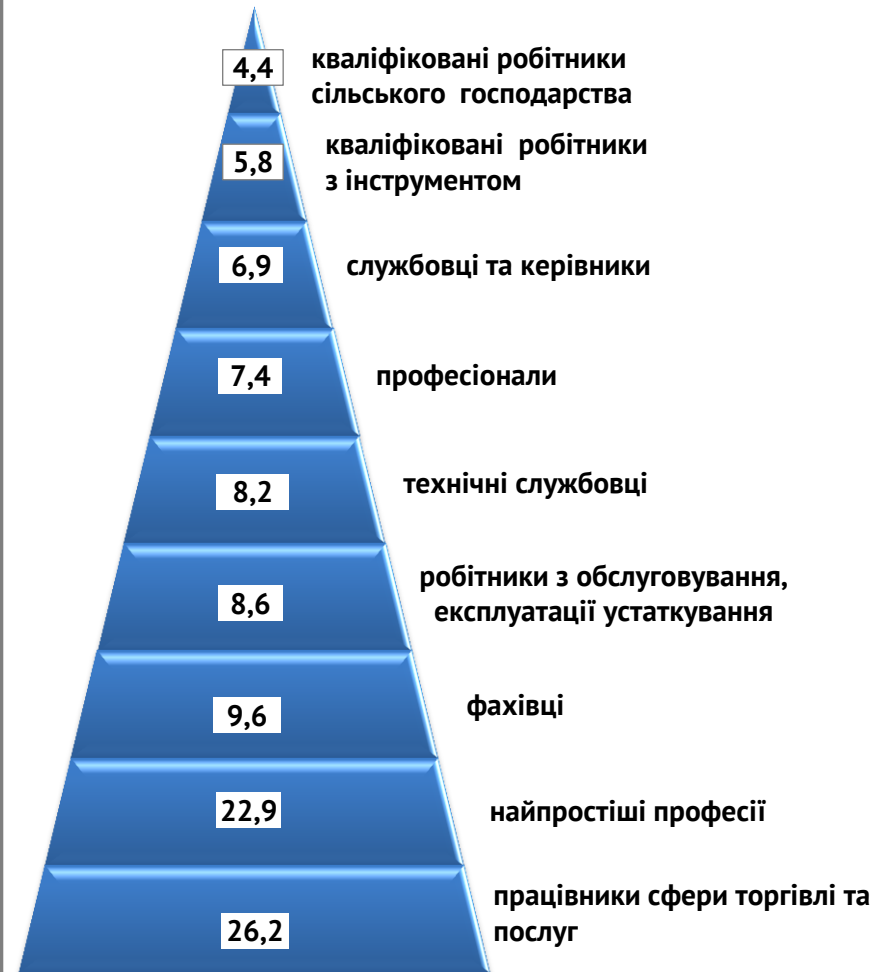 4,4
кваліфіковані робітники
сільського господарства
5,8
кваліфіковані робітники
з інструментом
6,9
службовці та керівники
7,4
професіонали
8,2
технічні службовці
8,6
робітники з обслуговування,
експлуатації устаткування
9,6
фахівці
22,9
найпростіші професії
26,2
працівники сфери торгівлі та
послуг